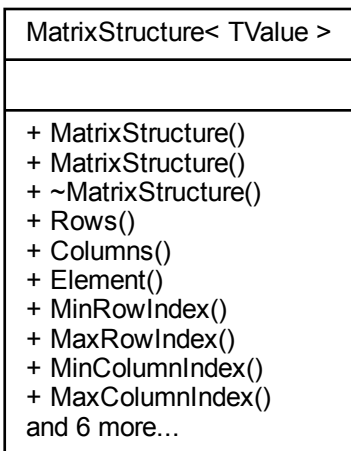 MatrixStructure< TValue >
+ MatrixStructure()
+ MatrixStructure()
+ ~MatrixStructure()
+ Rows()
+ Columns()
+ Element()
+ MinRowIndex()
+ MaxRowIndex()
+ MinColumnIndex()
+ MaxColumnIndex()
and 6 more...